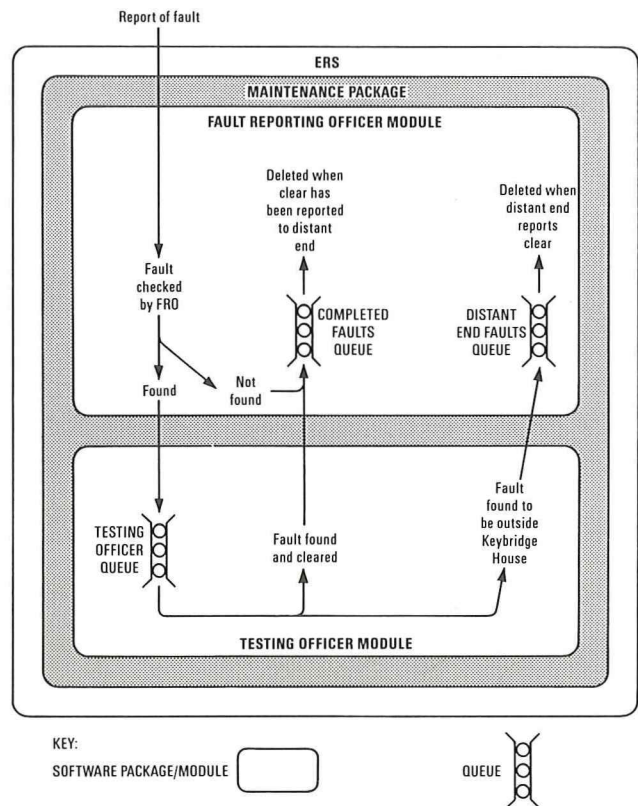 Report of fault
ERS
MAINTENANCE PACKAGE
FAULT REPORTING OFFICER MODULE
Deleted when
clear has
been reported
to distant
end
Deleted when
distant end
reports
clear
Fault
checked
by FRO
COMPLETED
FAULTS
QUEUE
DISTANT
END FAULTS
QUEUE
Found
Not
found
TESTING
OFFICER
QUEUE
Fault found
and cleared
Fault
found to
be outside
Keybridge
House
TESTING OFFICER MODULE
KEY:
SOFTWARE PACKAGE/MODULE
QUEUE